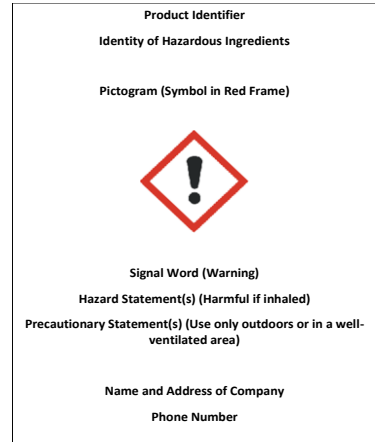 Product Identifier
Identity of Hazardous Ingredients
Pictogram (Symbol in Red Frame)
Signal Word (Warning)
Hazard Statement(s) (Harmful if inhaled)
Precautionary Statement(s) (Use only outdoors or in a well-
ventilated area)
Name and Address of Company
Phone Number